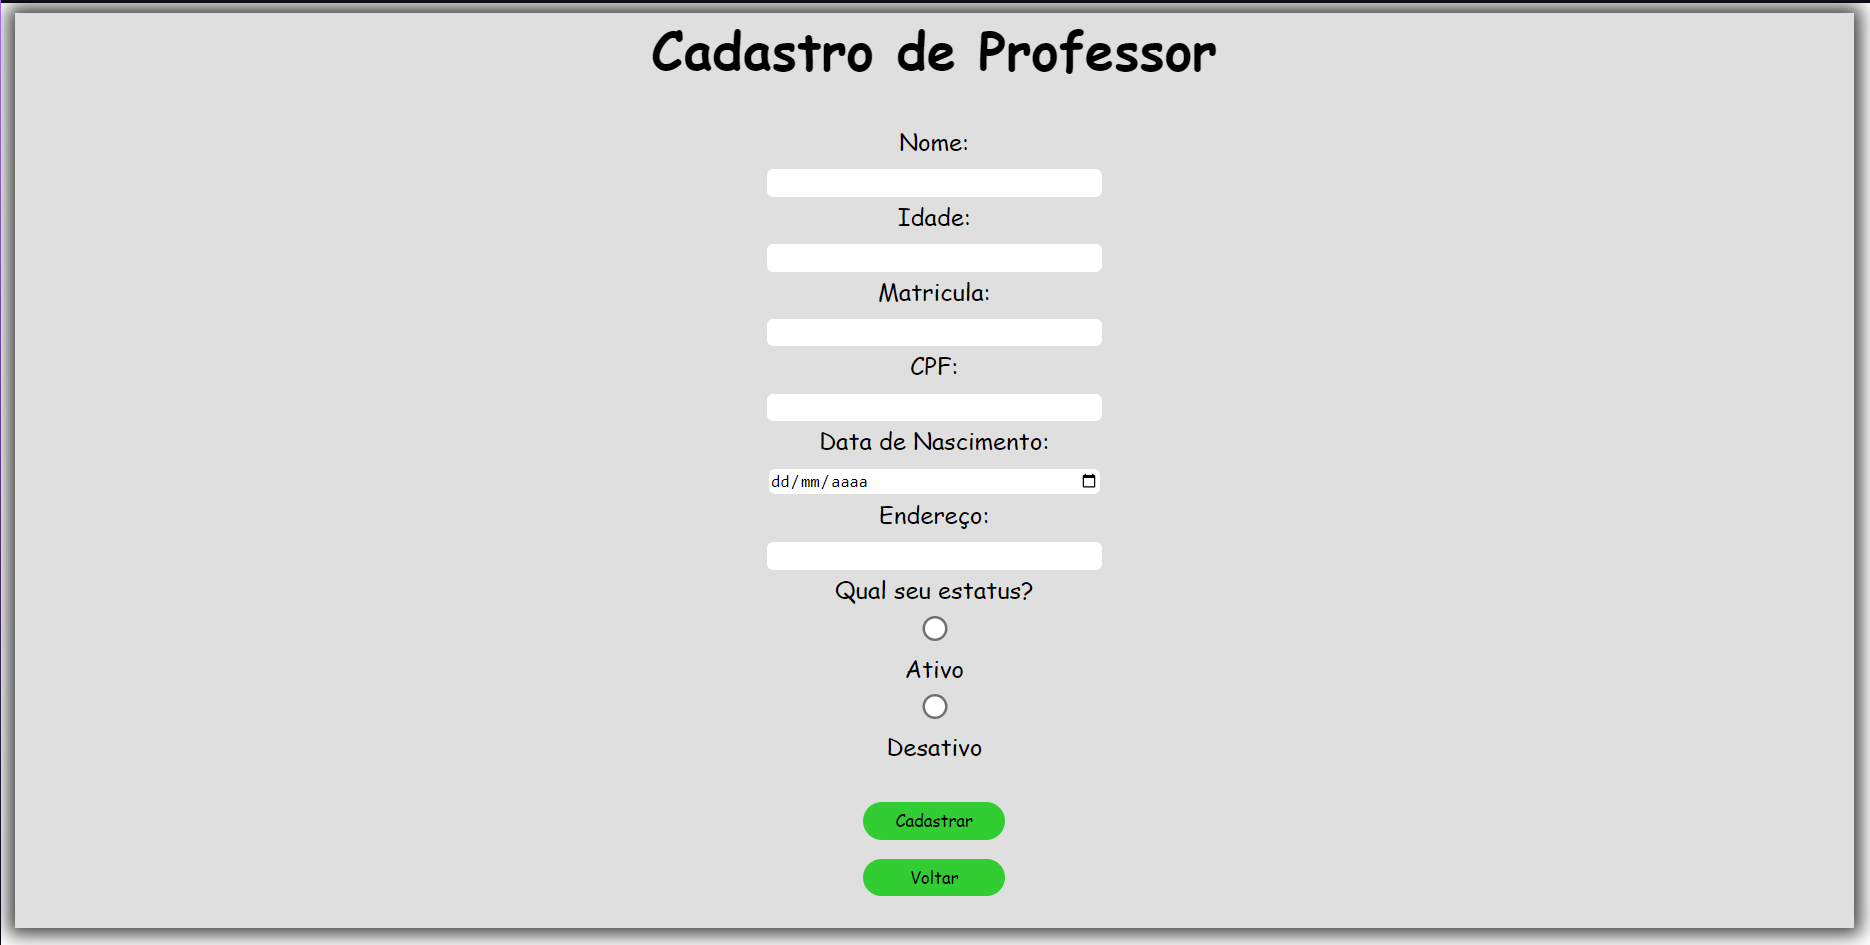 Cadastro de Professor
Nome:
Idade:
Matricula:
CPF:
Data de Nascimento:
dd/mm/aaaa
Endereço:
Qual seu estatus?
Ativo
Desativo
Cadastrar
Voltar